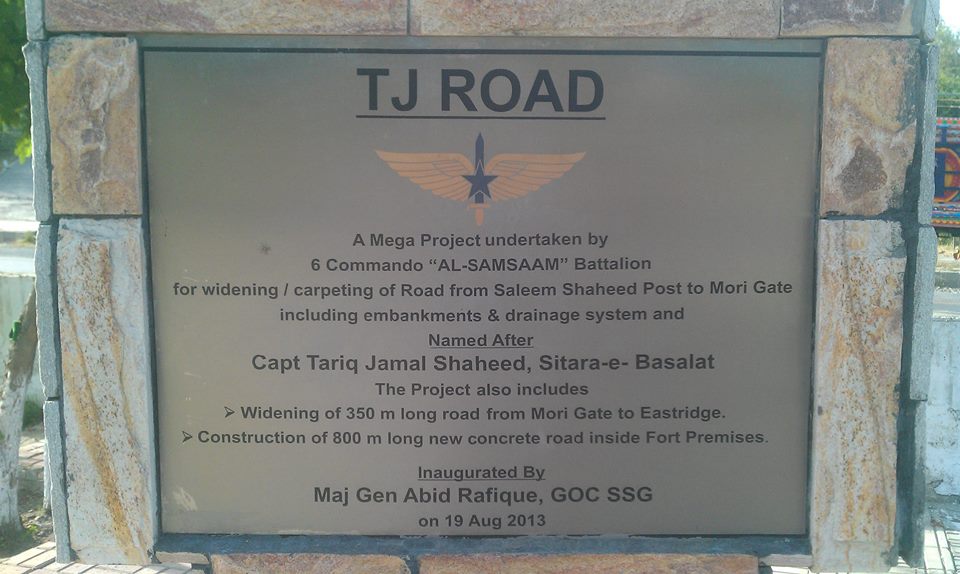 TJ ROAD
A Mega Project undertaken by
6 Commando “AL-SAMSAAM” Battalion
for widening / carpeting of Road from Saleem Shaheed Post to Mori Gate
including embankments & drainage system and
Named After
Capt Tariq Jamal Shaheed, Sitara-e- Basalat
The Project also includes
➢ Widening of 350 m long road from Mori Gate to Eastridge.
➢ Construction of 800 m long new concrete road inside Fort Premises.
Inaugurated By
Maj Gen Abid Rafique, GOC SSG
on 19 Aug 2013